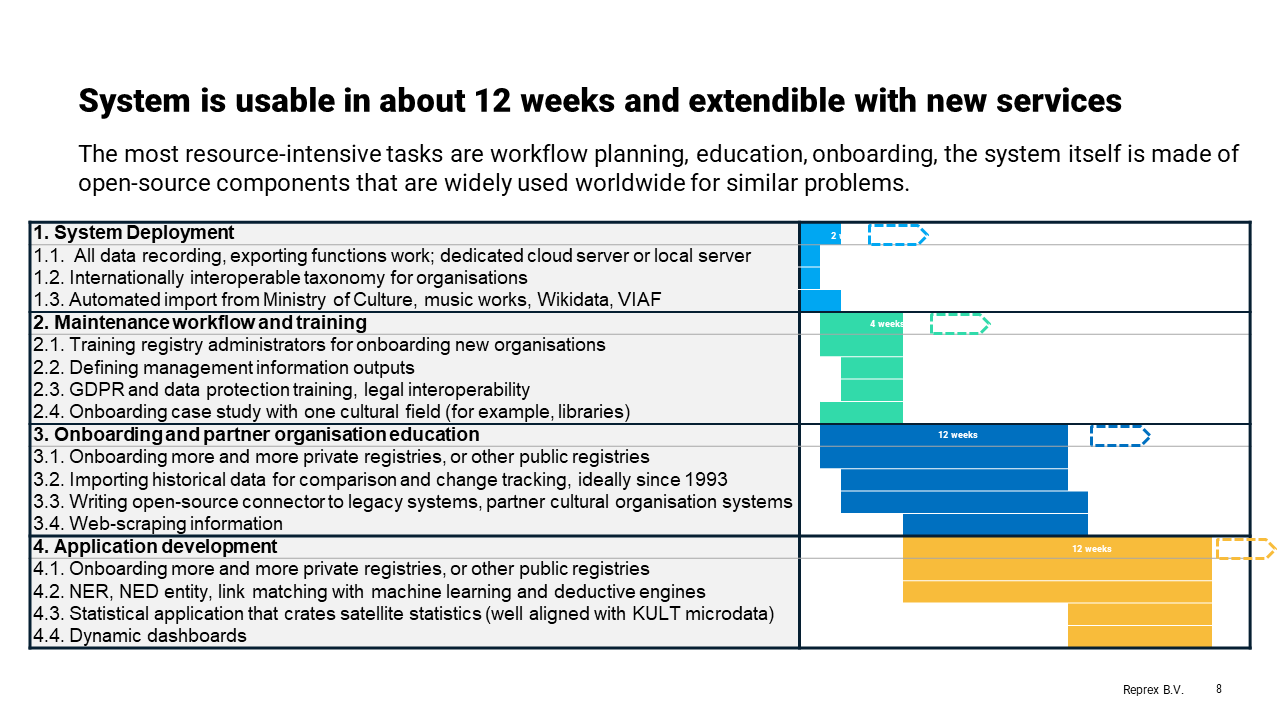 System is usable in about 12 weeks and extendible with new services
The most resource-intensive tasks are workflow planning, education, onboarding, the system itself is made of
open-source components that are widely used worldwide for similar problems.
1. System Deployment
2
1.1. All data recording, exporting functions work; dedicated cloud server or local server
1.2. Internationally interoperable taxonomy for organisations
1.3. Automated import from Ministry of Culture, music works, Wikidata, VIAF
2. Maintenance workflow and training
4 weeks
2.1. Training registry administrators for onboarding new organisations
2.2. Defining management information outputs
2.3. GDPR and data protection training, legal interoperability
2.4. Onboarding case study with one cultural field (for example, libraries)
3. Onboarding and partner organisation education
12 weeks
3.1. Onboarding more and more private registries, or other public registries
3.2. Importing historical data for comparison and change tracking, ideally since 1993
3.3. Writing open-source connector to legacy systems, partner cultural organisation systems
3.4. Web-scraping information
4. Application development
12 weeks
4.1. Onboarding more and more private registries, or other public registries
4.2. NER, NED entity, link matching with machine learning and deductive engines
4.3. Statistical application that crates satellite statistics (well aligned with KULT microdata)
4.4. Dynamic dashboards
Reprex B.V.
8